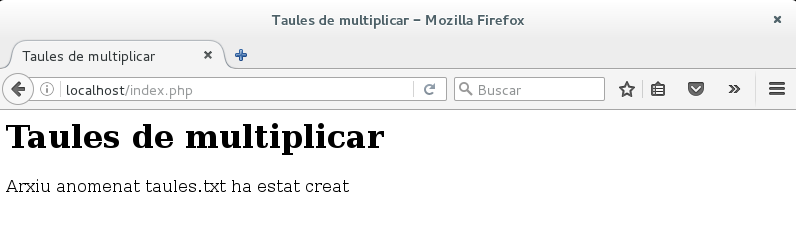 Taules de multiplicar - Mozilla Firefox
Taules de multiplicar
localhost/index.php
Buscar
Taules de multiplicar
Arxiu anomenat taules.txt ha estat creat